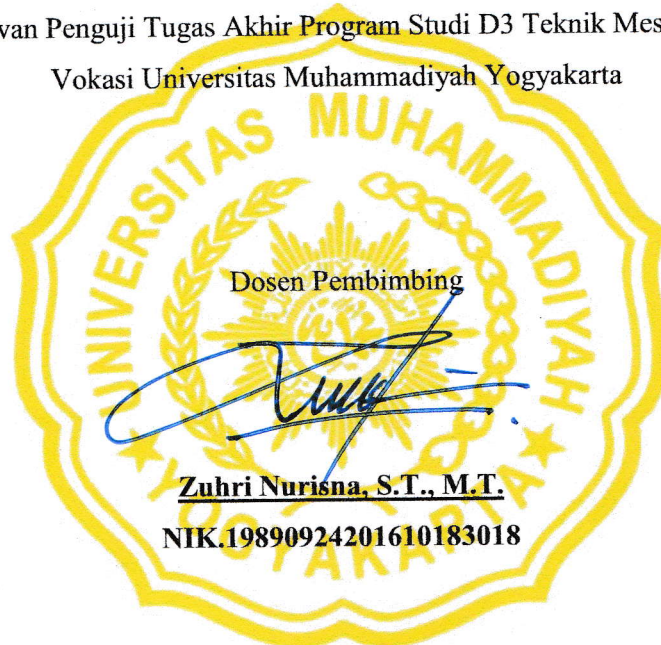 wan Penguji Tugas Akhir Program Studi D3 Teknik Mes
Vokasi Universitas Muhammadiyah Yogyakarta
UNIVERSITAS MUHAMMADIYAH
YOGYAKARTA
Dosen Pembimbing
Zuhri Nurisna, S.T., M.T.
NIK.19890924201610183018